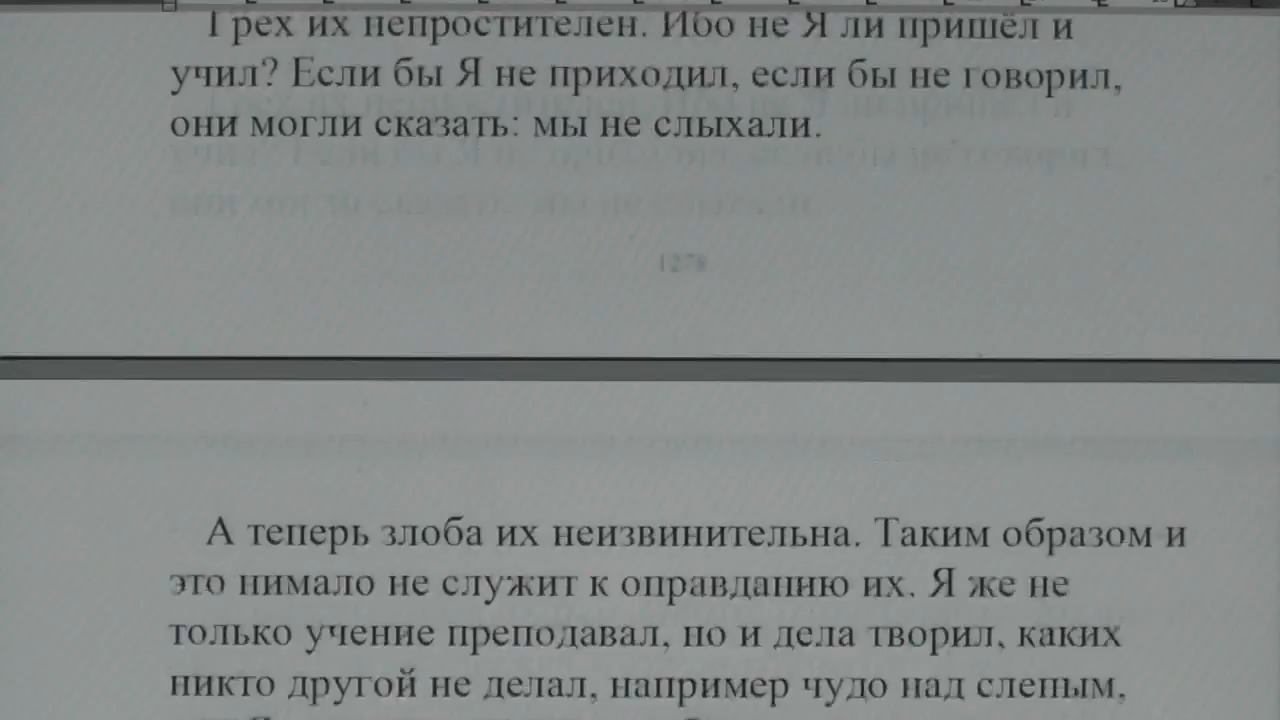 Грех их непростителен. Ибо не Я ли пришёл и
учил? Если бы Я не приходил, если бы не говорил,
они могли сказать: мы не слыхали.
1278
А теперь злоба их неизвинительна. Таким образом и
это нимало не служит к оправданию их. Я же не
только учение преподавал, но и дела творил, каких
никто другой не делал, например чудо над слепым,